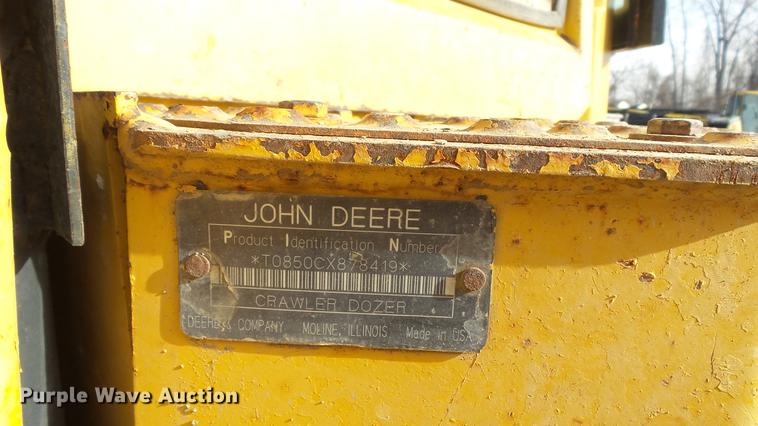 JOHN DEERE
Product Identification Number
*T0850CX878419*
CRAWLER DOZER
DEERE & COMPANY MOLINE, ILLINOIS Made in USA
Purple Wave Auction